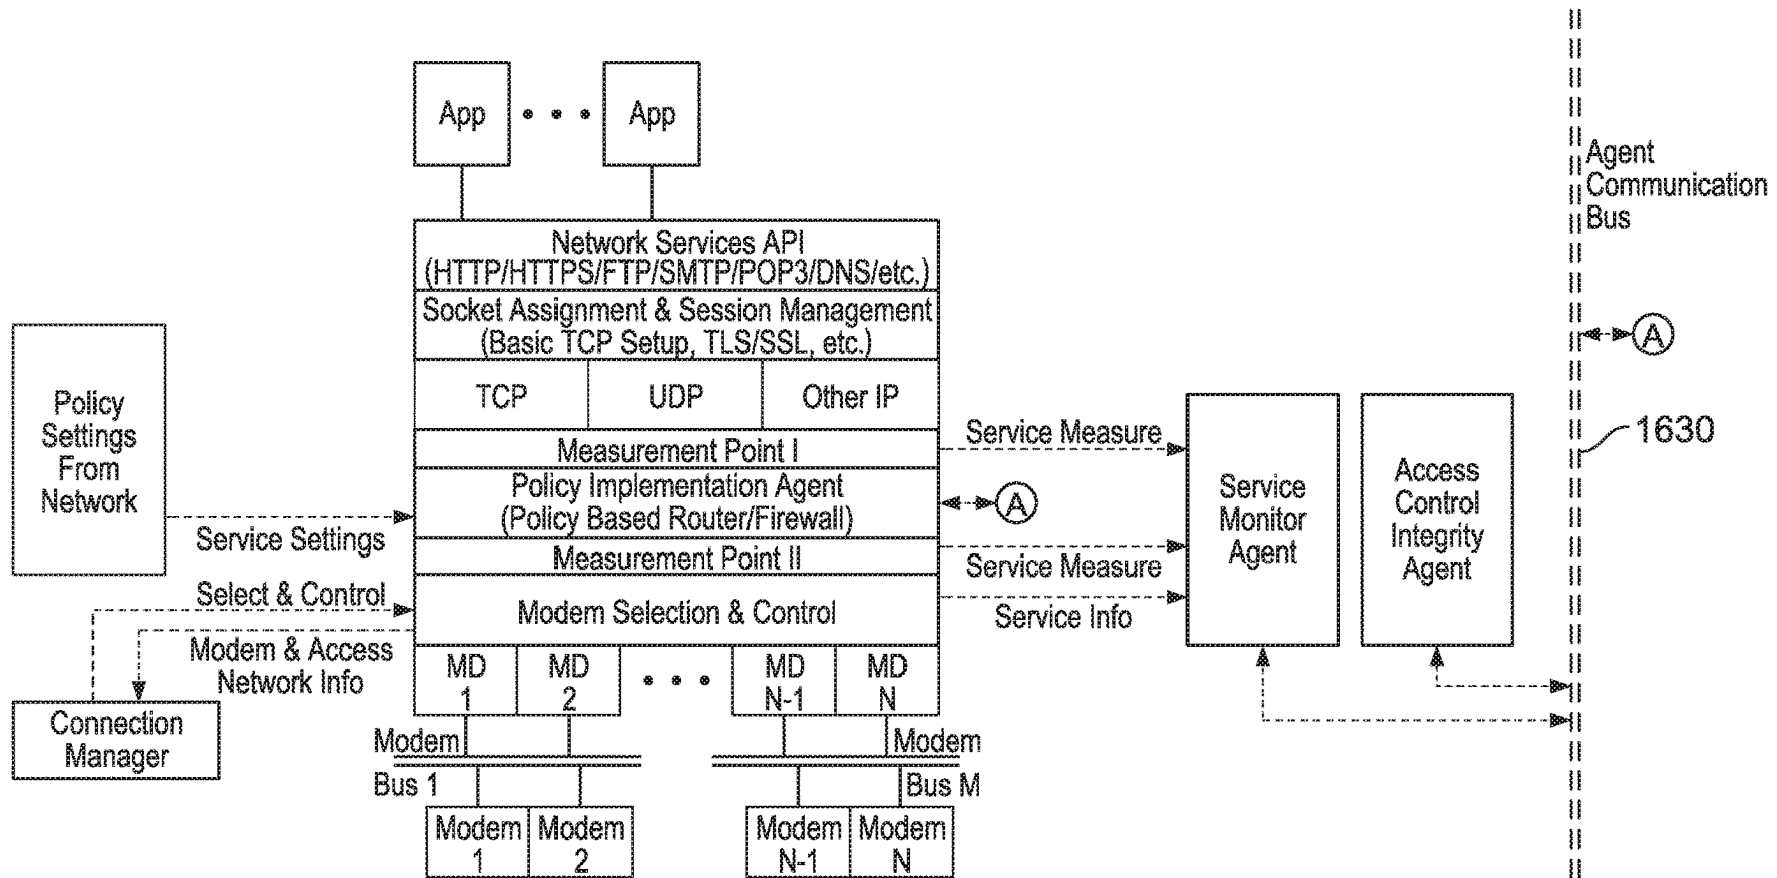 App
App
Network Services API
(HTTP/HTTPS/FTP/SMTP/POP3/DNS/etc.)
Socket Assignment & Session Management
(Basic TCP Setup, TLS/SSL, etc.)
TCP
UDP
Other IP
Measurement Point I
Policy Implementation Agent
(Policy Based Router/Firewall)
Measurement Point II
Modem Selection & Control
MD
1
MD
2
MD
N-1
MD
N
Modem
Bus 1
Modem
Bus M
Modem
1
Modem
2
Modem
N-1
Modem
N
Policy
Settings
From
Network
Service Settings
Select & Control
Modem & Access
Network Info
Connection
Manager
Service Measure
A
Service Measure
Service Info
Service
Monitor
Agent
Access
Control
Integrity
Agent
Agent
Communication
Bus
A
1630